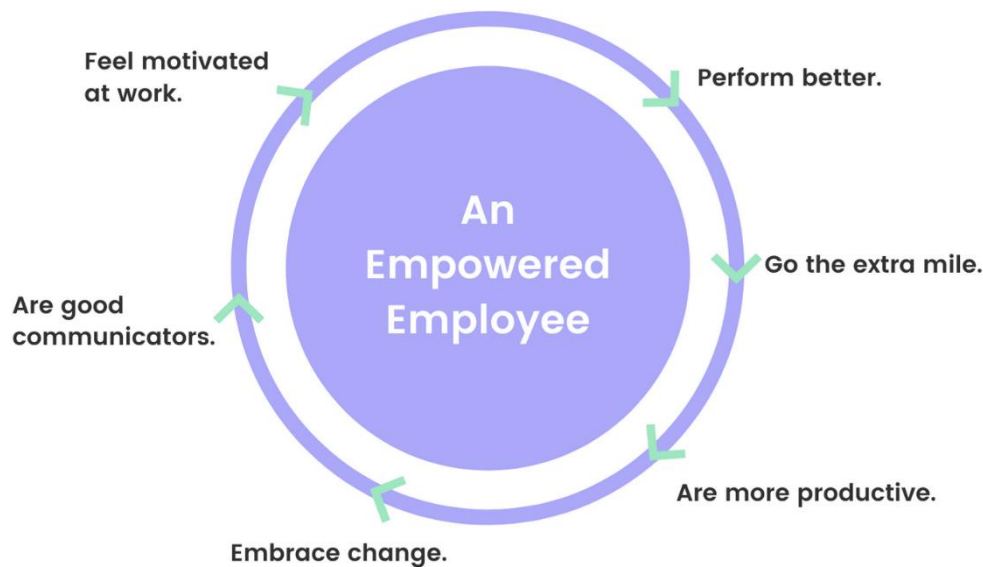 An
Empowered
Employee
Perform better.
Go the extra mile.
Are more productive.
Embrace change.
Are good
communicators.
Feel motivated
at work.